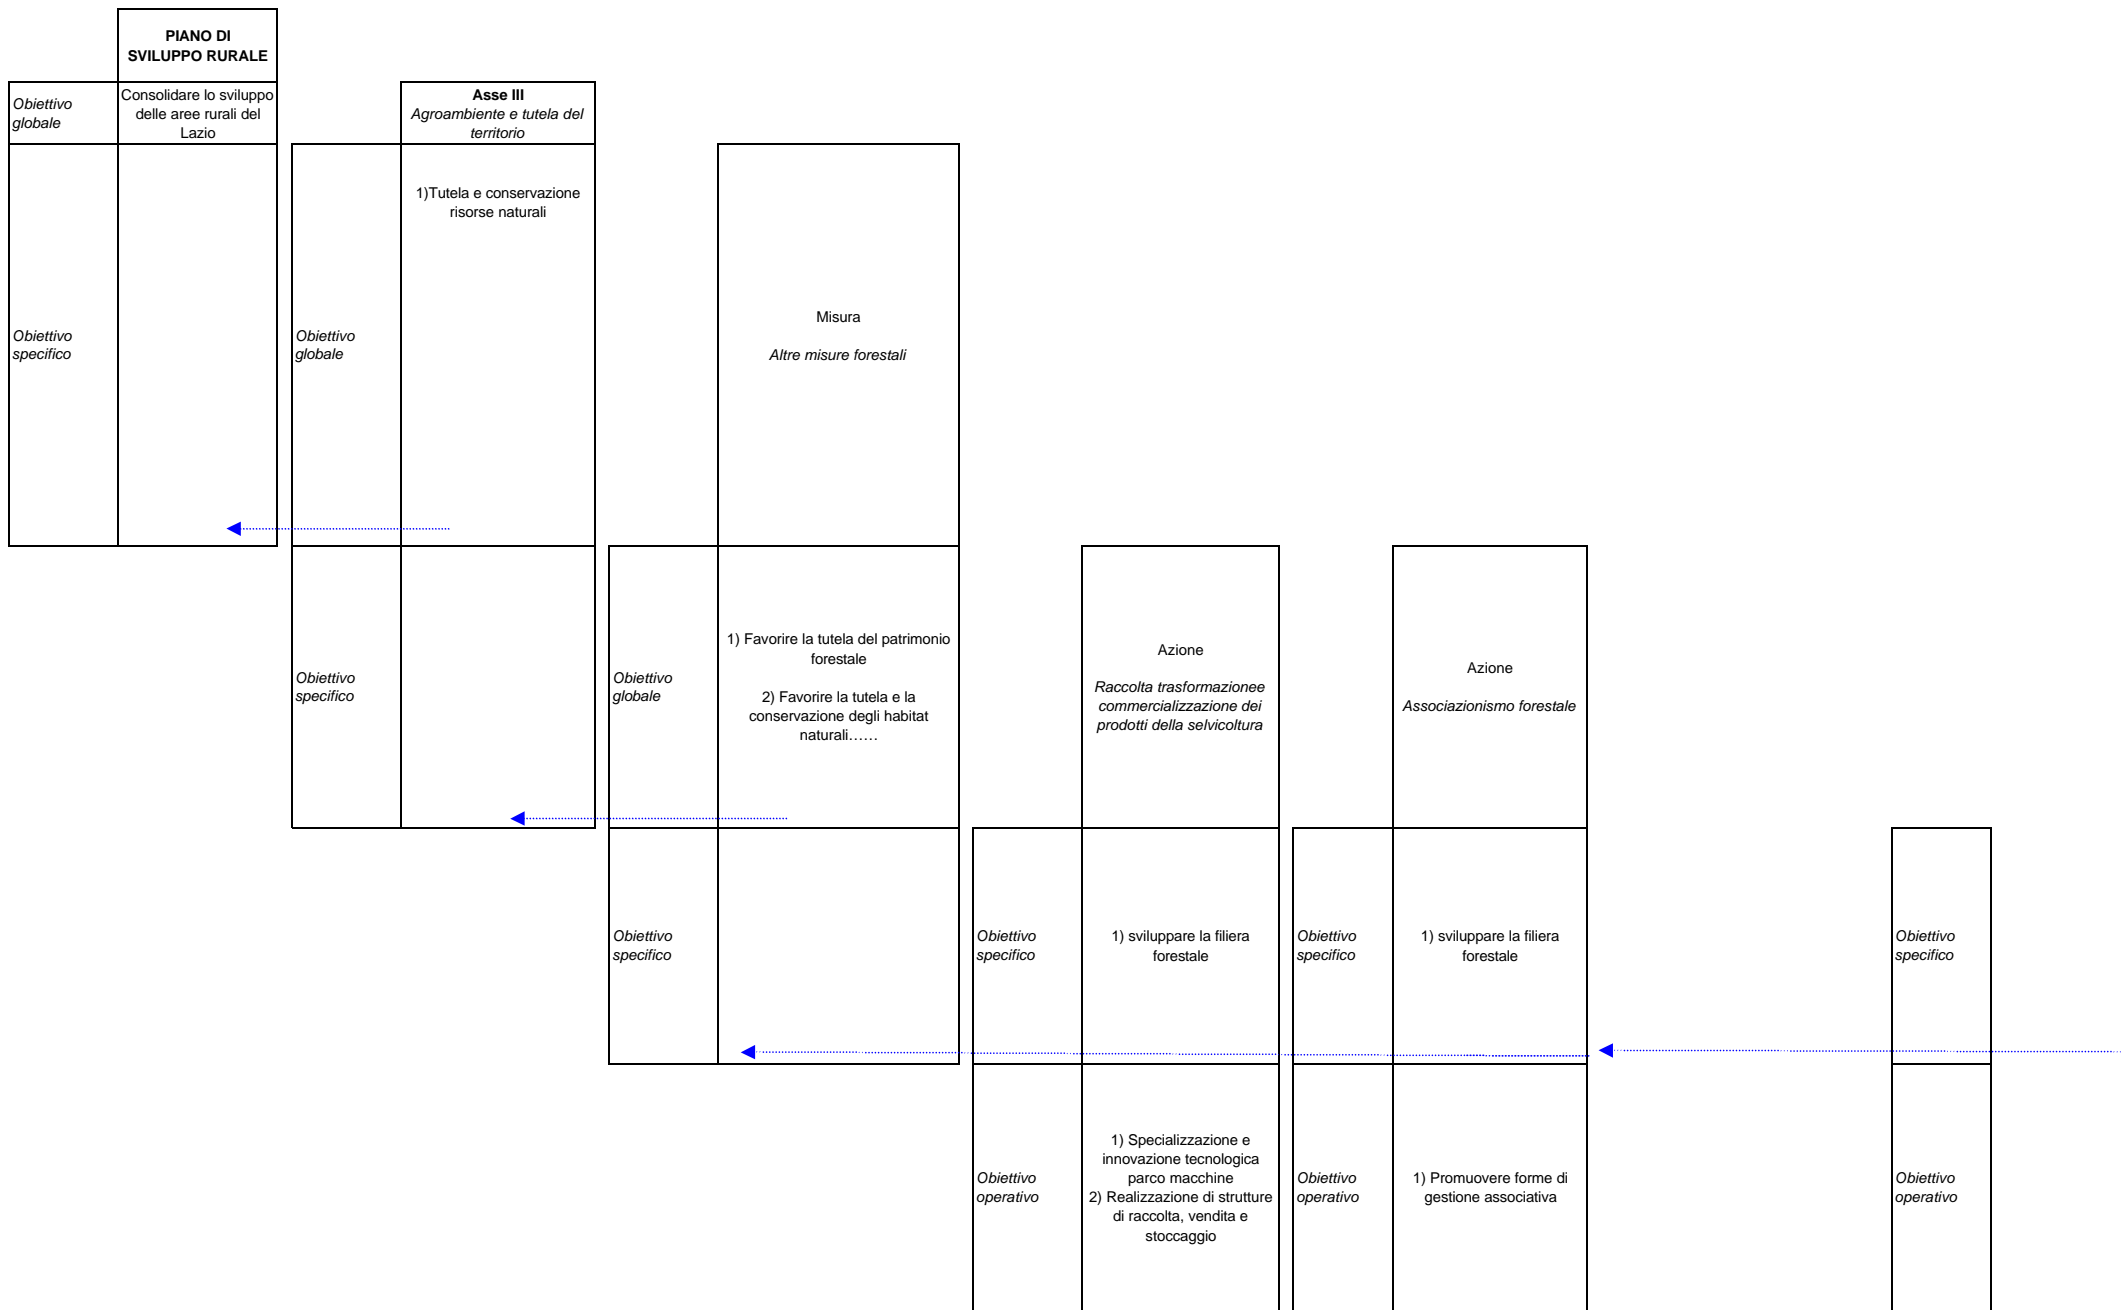 PIANO DI
SVILUPPO RURALE
Obiettivo
globale
Consolidare lo sviluppo
delle aree rurali del
Lazio
Asse III
Agroambiente e tutela del
territorio
Obiettivo
specifico
Obiettivo
globale
1)Tutela e conservazione
risorse naturali
Misura
Altre misure forestali
Obiettivo
specifico
Obiettivo
globale
1) Favorire la tutela del patrimonio
forestale
2) Favorire la tutela e la
conservazione degli habitat
naturali……
Azione
Raccolta trasformazionee
commercializzazione dei
prodotti della selvicoltura
Azione
Associazionismo forestale
Obiettivo
specifico
Obiettivo
specifico
1) sviluppare la filiera
forestale
Obiettivo
specifico
1) sviluppare la filiera
forestale
Obiettivo
specifico
Obiettivo
operativo
1) Specializzazione e
innovazione tecnologica
parco macchine
2) Realizzazione di strutture
di raccolta, vendita e
stoccaggio
Obiettivo
operativo
1) Promuovere forme di
gestione associativa
Obiettivo
operativo